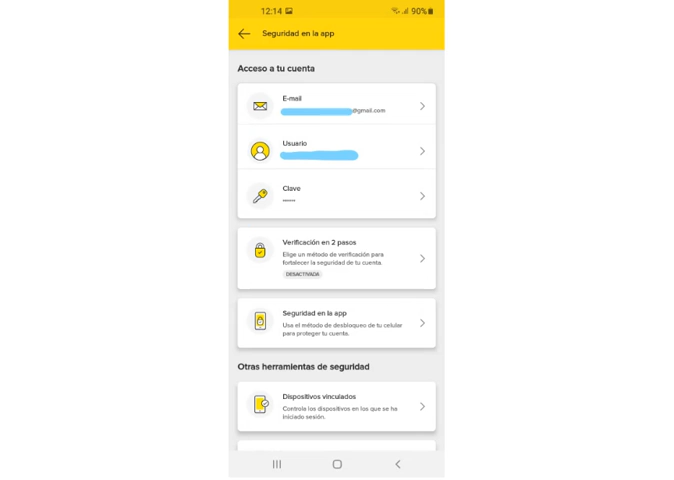 12:14
90%
Seguridad en la app
Acceso a tu cuenta
E-mail
@gmail.com
Usuario
Clave
••••••
Verificación en 2 pasos
Elige un método de verificación para
fortalecer la seguridad de tu cuenta.
DESACTIVADA
Seguridad en la app
Usa el método de desbloqueo de tu celular
para proteger tu cuenta.
Otras herramientas de seguridad
Dispositivos vinculados
Controla los dispositivos en los que se ha
iniciado sesión.